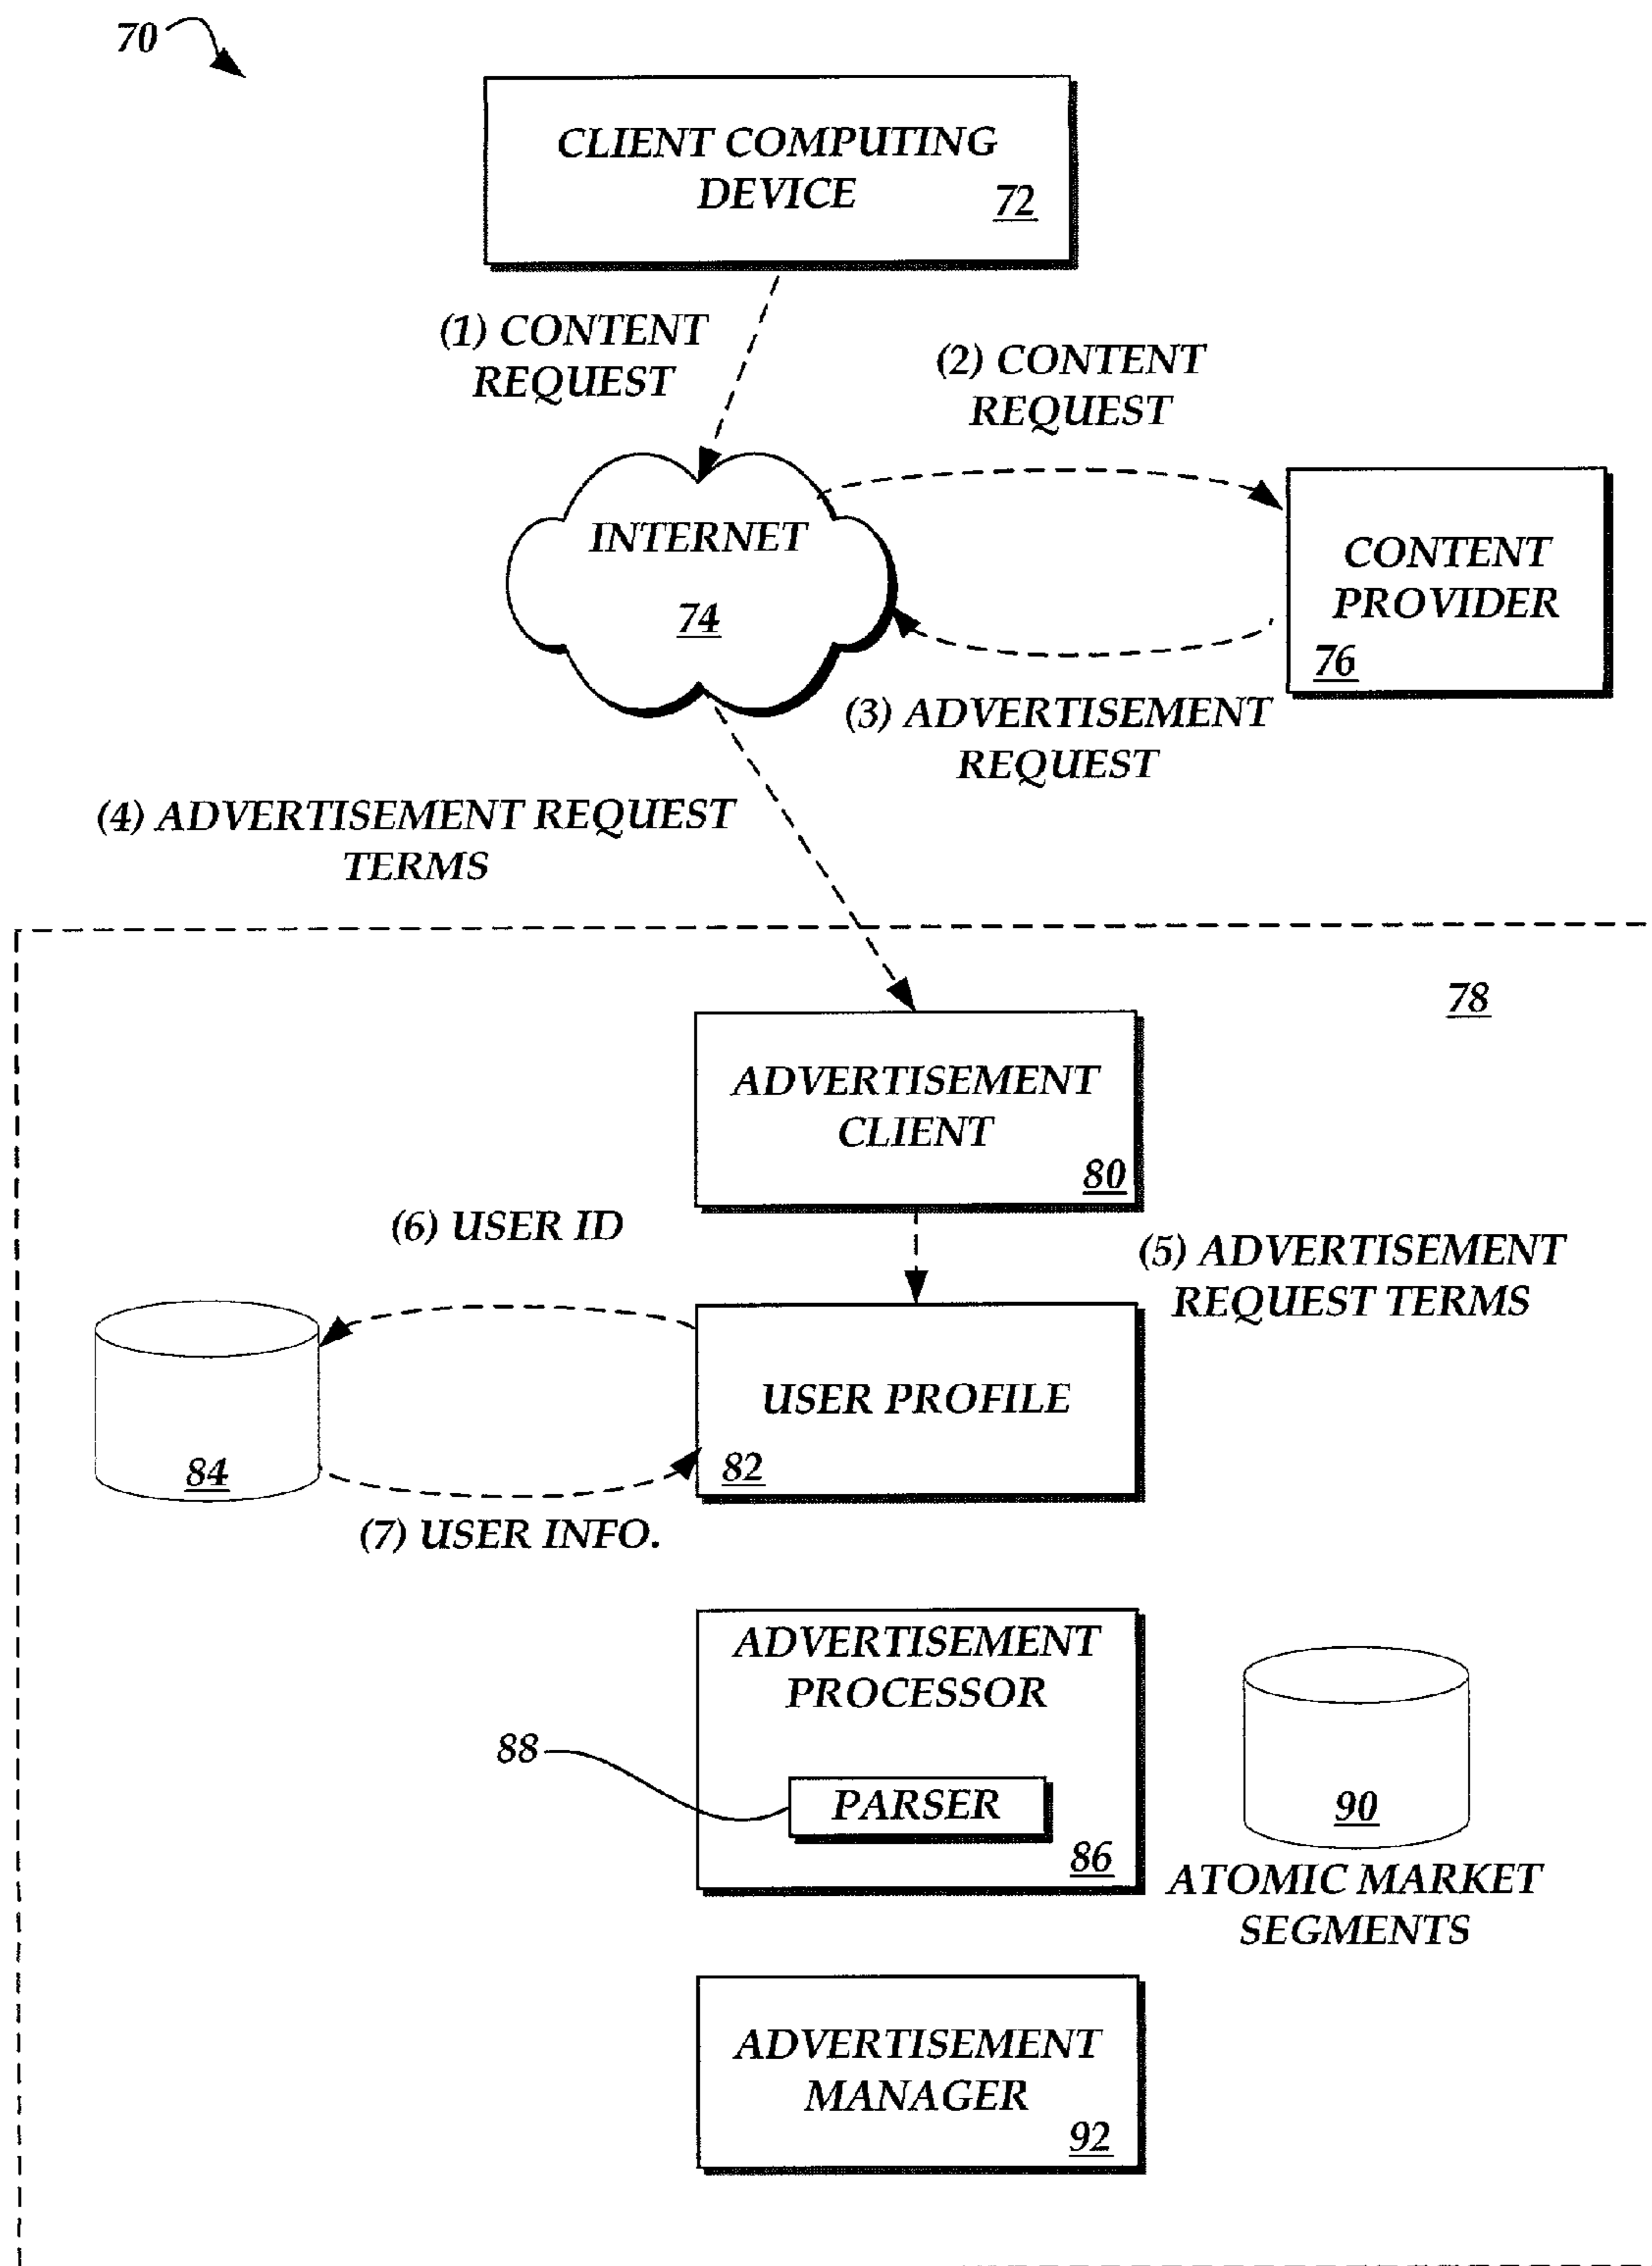 70
CLIENT COMPUTING
DEVICE
72
(1) CONTENT
REQUEST
(2) CONTENT
REQUEST
INTERNET
74
CONTENT
PROVIDER
76
(3) ADVERTISEMENT
REQUEST
(4) ADVERTISEMENT REQUEST
TERMS
78
ADVERTISEMENT
CLIENT
80
(5) ADVERTISEMENT
REQUEST TERMS
(6) USER ID
84
USER PROFILE
82
(7) USER INFO.
ADVERTISEMENT
PROCESSOR
88
PARSER
86
90
ATOMIC MARKET
SEGMENTS
ADVERTISEMENT
MANAGER
92